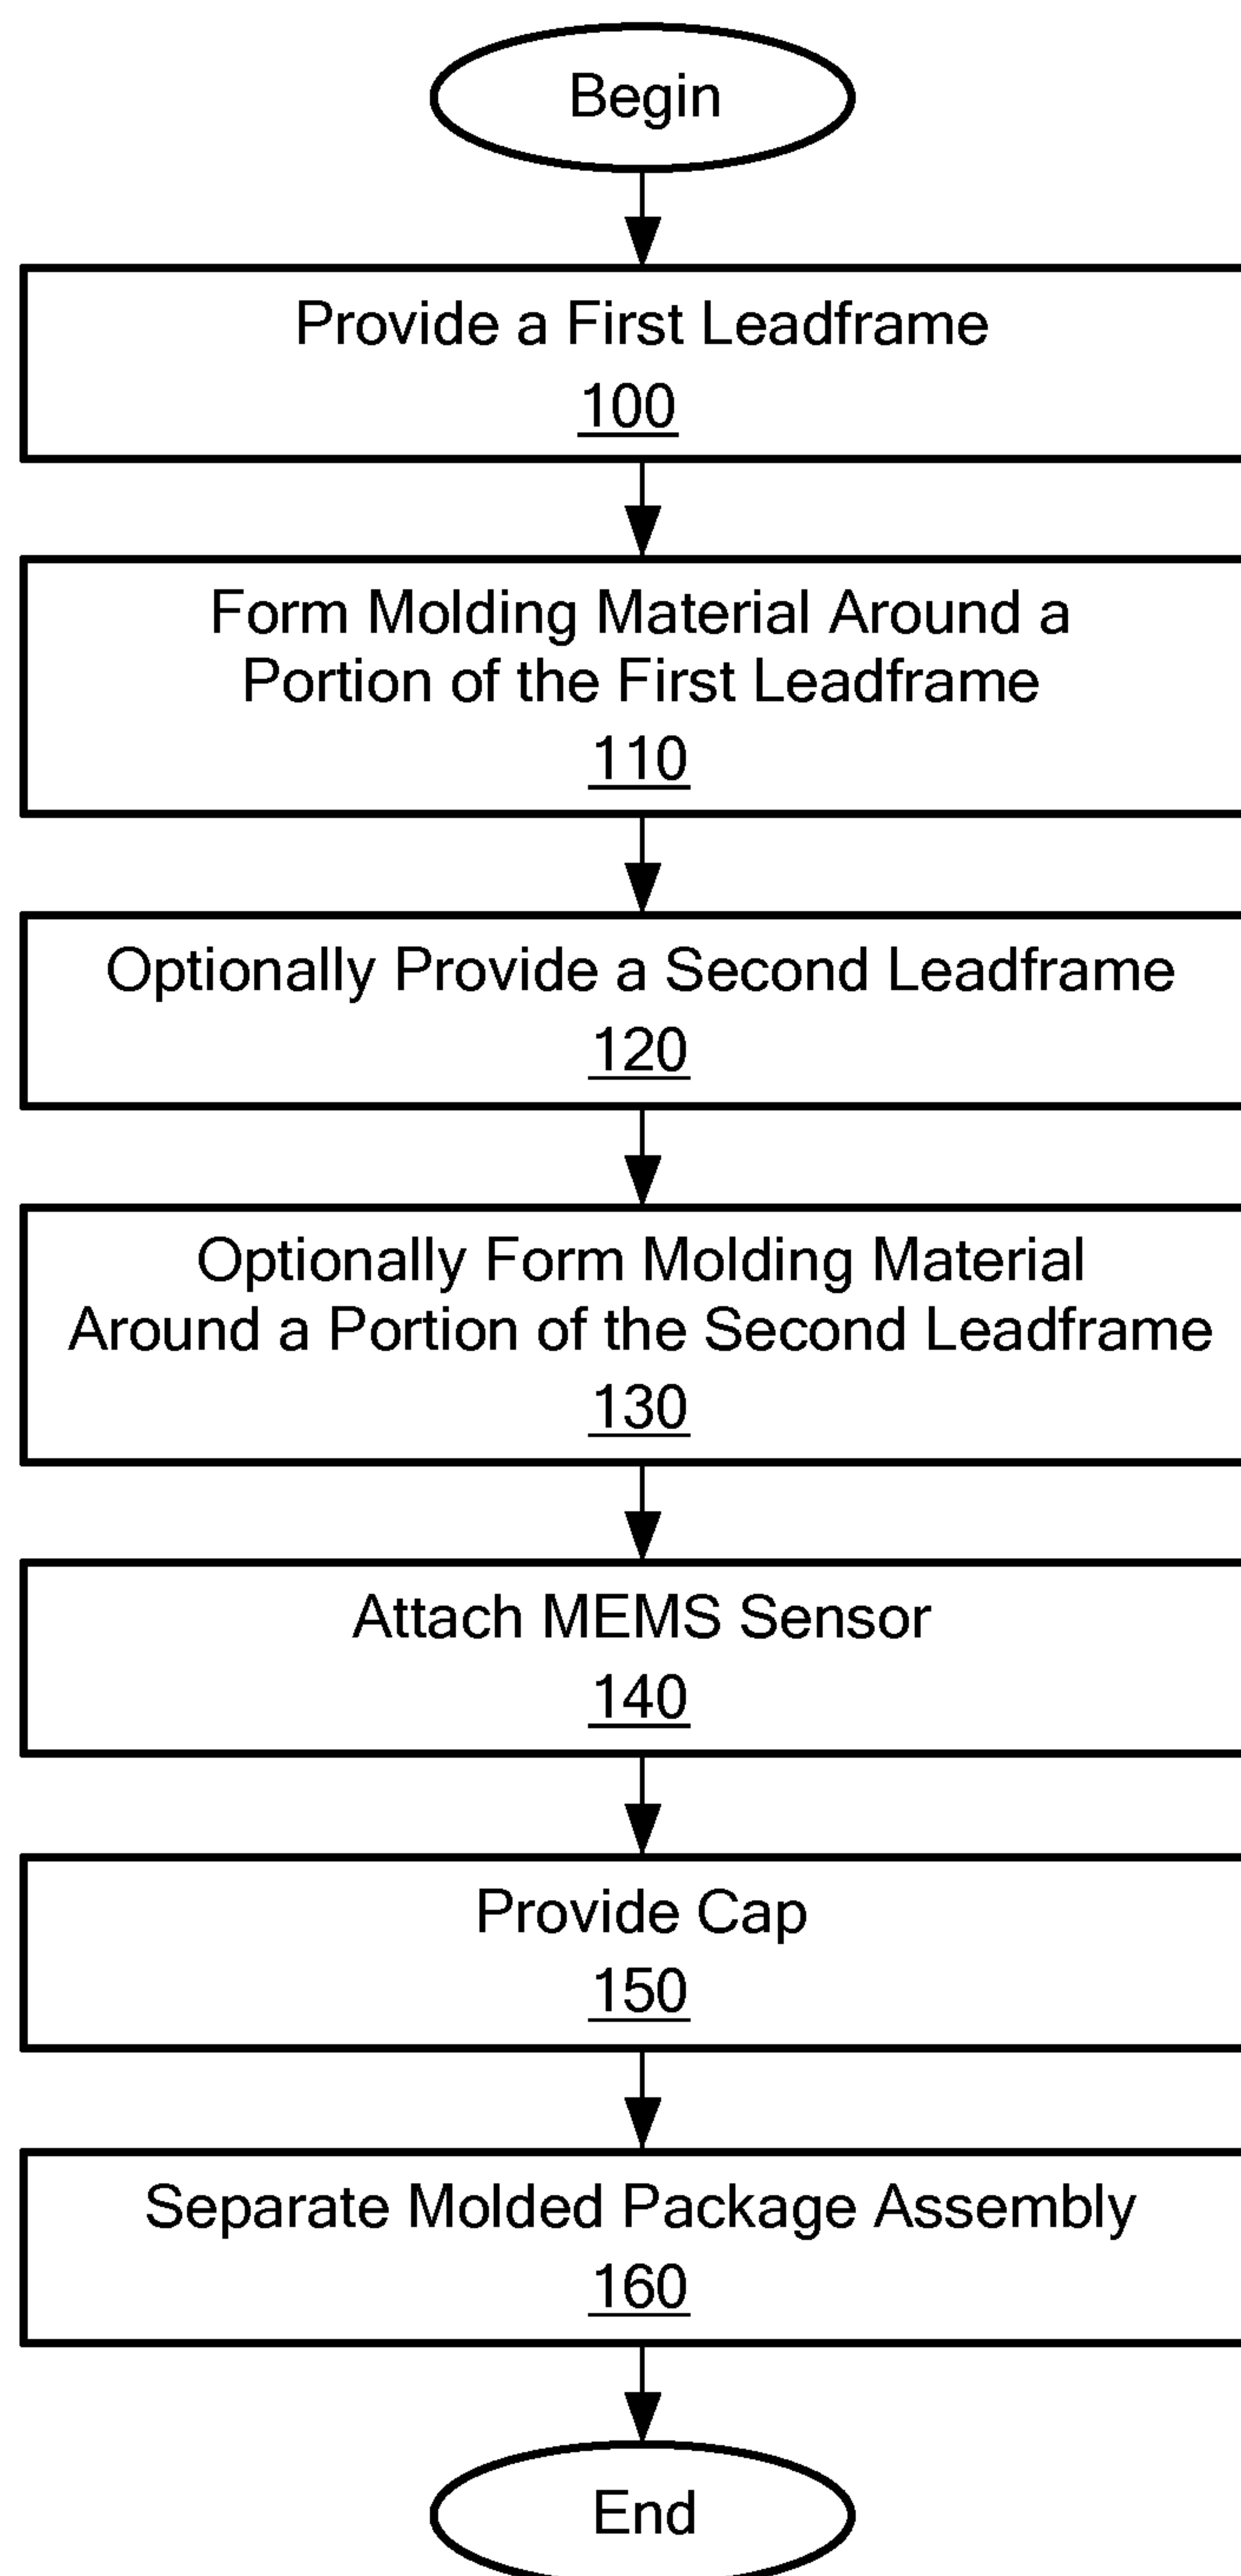 Begin
Provide a First Leadframe
100
Form Molding Material Around a
Portion of the First Leadframe
110
Optionally Provide a Second Leadframe
120
Optionally Form Molding Material
Around a Portion of the Second Leadframe
130
Attach MEMS Sensor
140
Provide Cap
150
Separate Molded Package Assembly
160
End